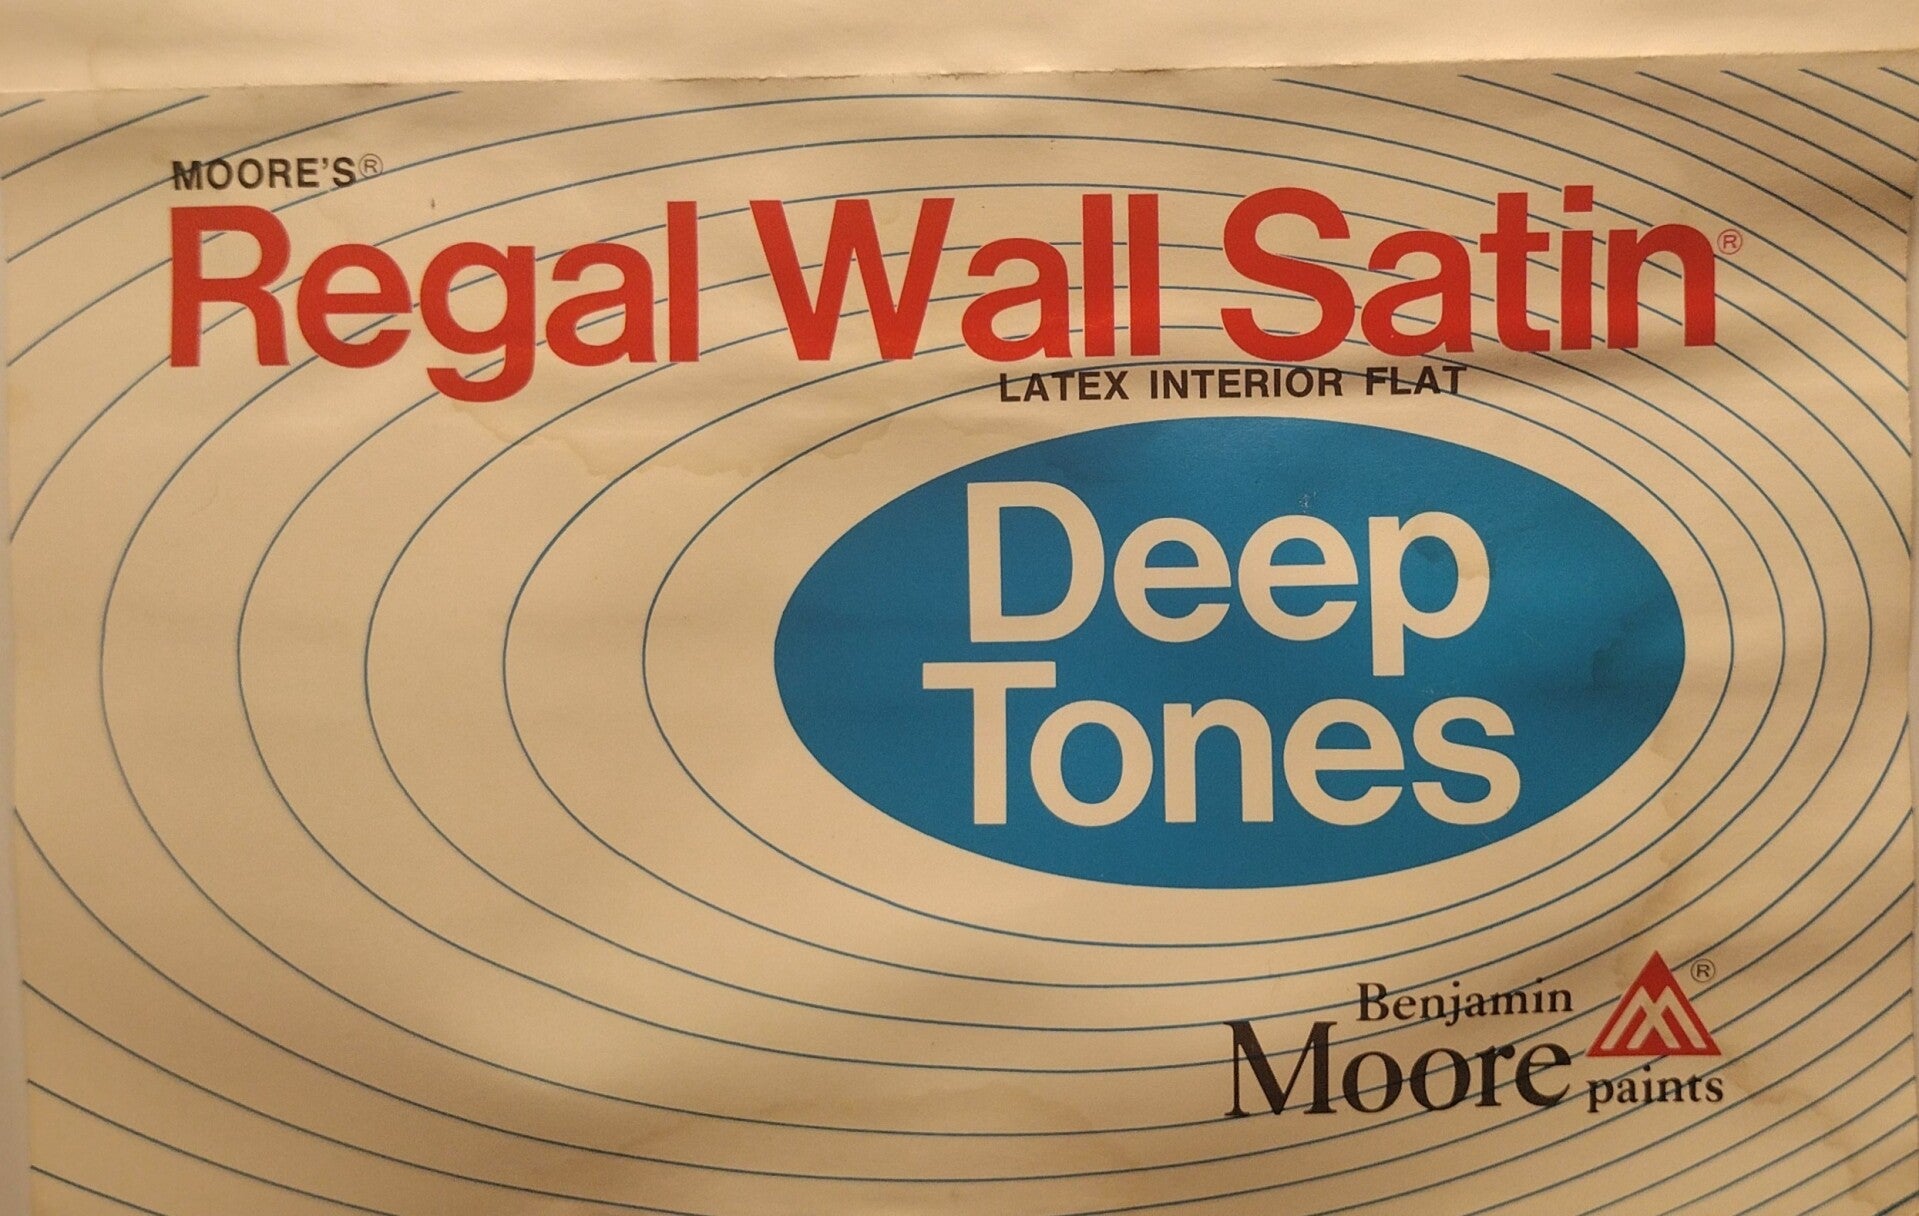 MOORE'S®
Regal Wall Satin®
LATEX INTERIOR FLAT
Deep
Tones
Benjamin
Moore®
paints